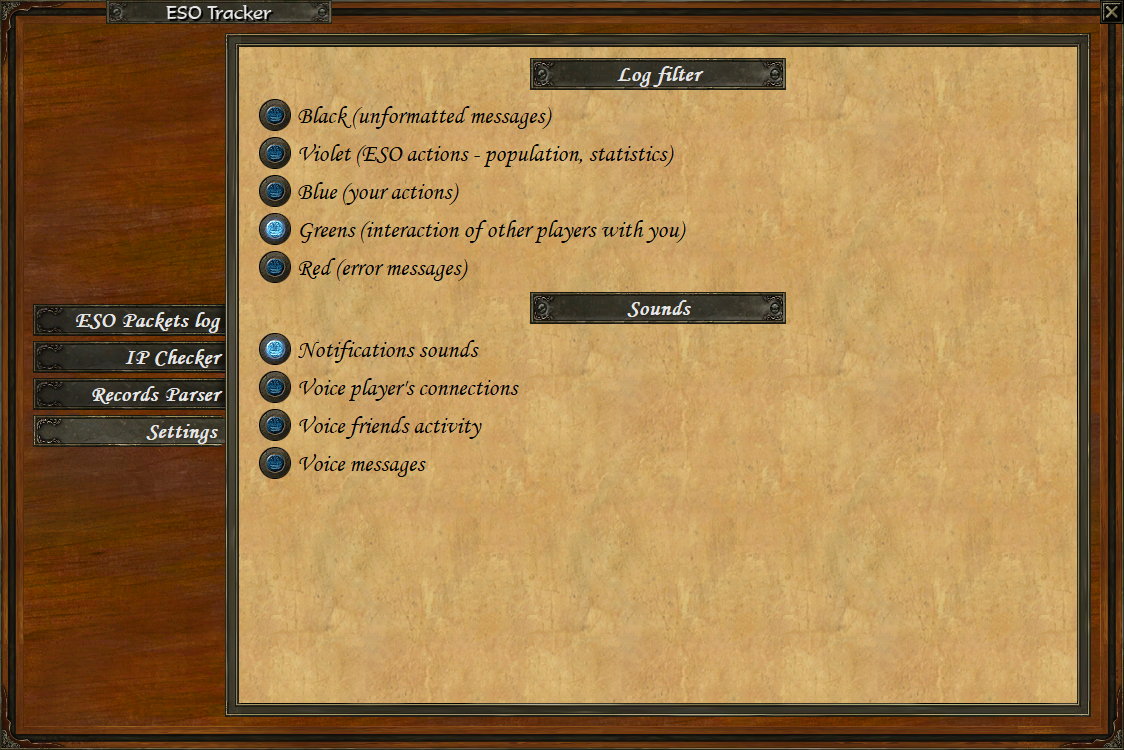 ESO Tracker
Log filter
Black (unformatted messages)
Violet (ESO actions - population, statistics)
Blue (your actions)
Greens (interaction of other players with you)
Red (error messages)
Sounds
Notifications sounds
Voice player's connections
Voice friends activity
Voice messages
ESO Packets log
IP Checker
Records Parser
Settings